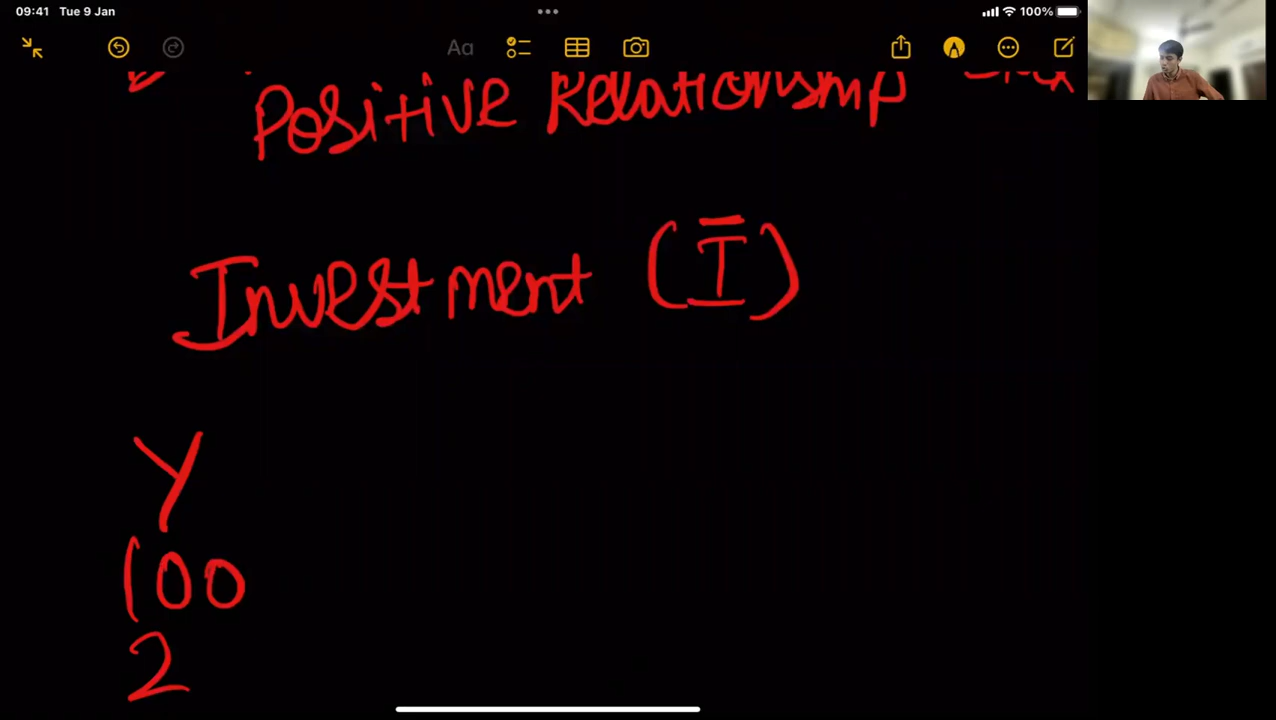 09:41 Tue 9 Jan
100%
Aa
Positive Relationship
Investment (Ī)
Y
100
2